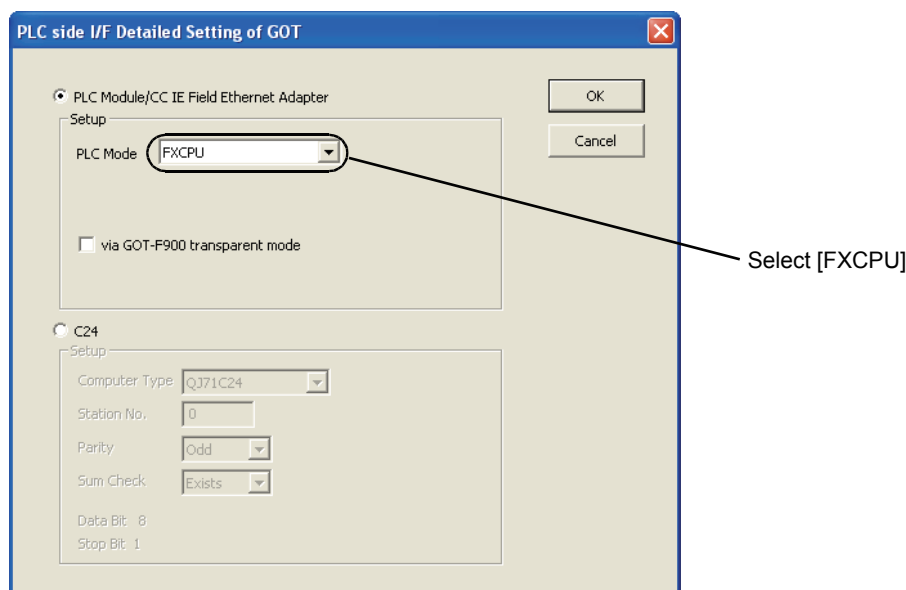 PLC side I/F Detailed Setting of GOT
PLC Module/CC IE Field Ethernet Adapter
OK
Setup
Cancel
PLC Mode FXCPU
via GOT-F900 transparent mode
Select [FXCPU]
C24
Setup
Computer Type QJ71C24
Station No. 0
Parity Odd
Sum Check Exists
Data Bit 8
Stop Bit 1